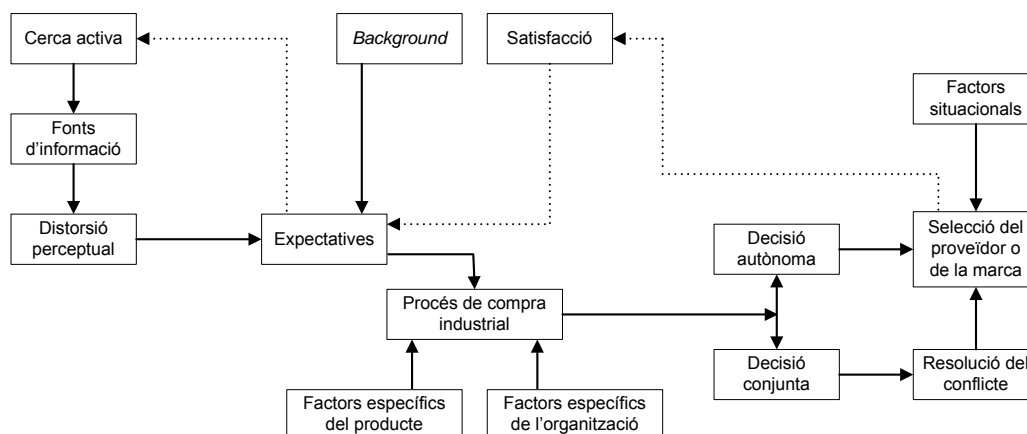 Cerca activa
Background
Satisfacció
Factors
situacionals
Fonts
d’informació
Distorsió
perceptual
Expectatives
Decisió
autònoma
Selecció del
proveïdor o
de la marca
Procés de compra
industrial
Decisió
conjunta
Resolució del
conflicte
Factors específics
del producte
Factors específics
de l’organització